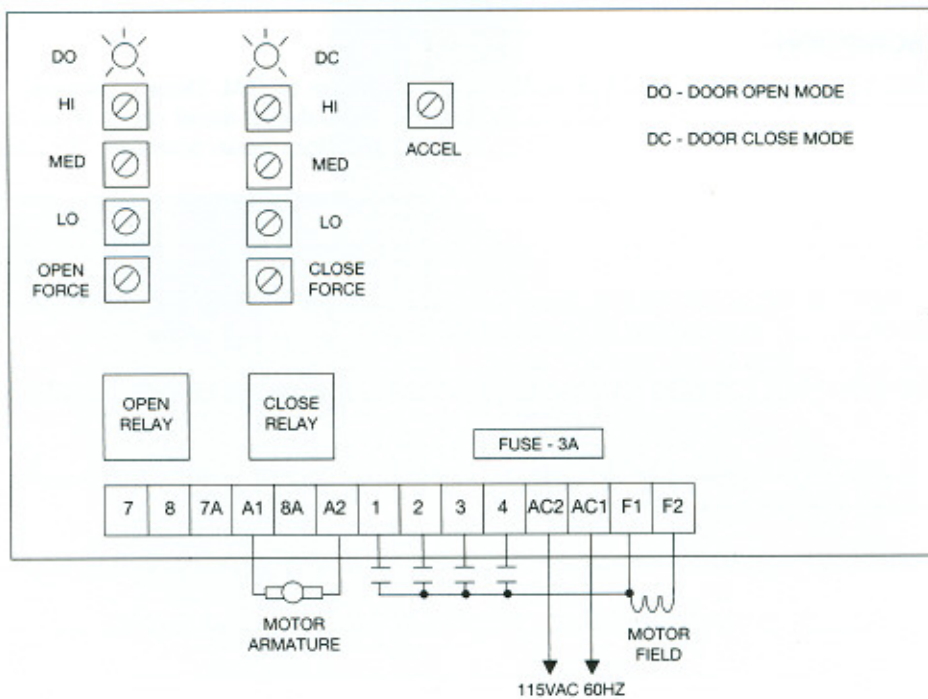 DO
DC
HI
HI
DO - DOOR OPEN MODE
ACCEL
DC - DOOR CLOSE MODE
MED
MED
LO
LO
OPEN
FORCE
CLOSE
FORCE
OPEN
RELAY
CLOSE
RELAY
FUSE - 3A
7 8 7A A1 8A A2 1 2 3 4 AC2 AC1 F1 F2
MOTOR
ARMATURE
MOTOR
FIELD
115VAC 60HZ